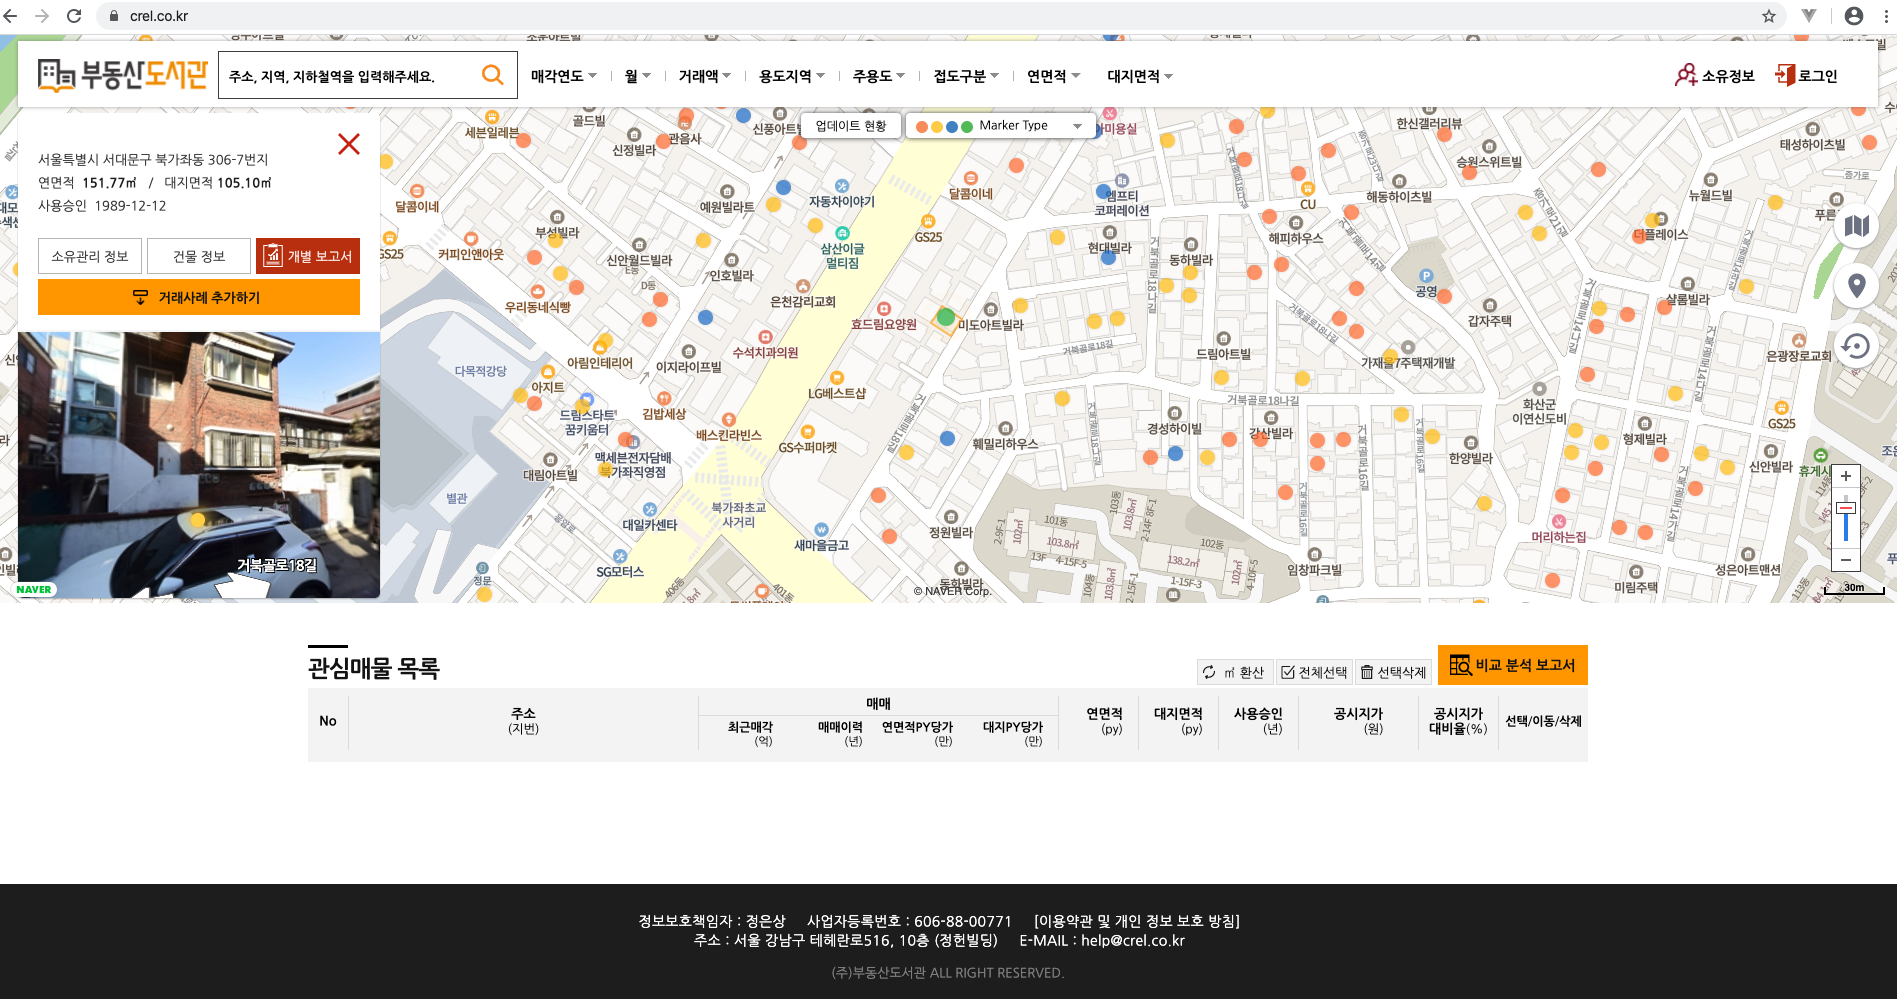 crel.co.kr
부동산도서관
주소, 지역, 지하철역을 입력해주세요.
매각연도
월
거래액
용도지역
주용도
접도구분
연면적
대지면적
소유정보
로그인
업데이트 현황
Marker Type
서울특별시 서대문구 북가좌동 306-7번지
연면적 151.77㎡ / 대지면적 105.10㎡
사용승인 1989-12-12
소유관리 정보
건물 정보
개별 보고서
거래사례 추가하기
거북골로18길
NAVER
세븐일레븐
골드빌
신정빌라
관음사
달콤이네
예원빌라트
자동차이야기
달콤이네
엠프티
코퍼레이션
CU
해동하이츠빌
한신갤러리뷰
승원스위트빌
태성하이츠빌
뉴월드빌
더플레이스
부성빌라
커피인앤아웃
신안월드빌라
E동
D동
인호빌라
삼산이글
멀티짐
GS25
현대빌라
동하빌라
해피하우스
공영
갑자주택
샬롬빌라
우리동네식빵
은천감리교회
효드림요양원
미도아트빌라
거북골로18길
드림아트빌
가재울7주택재개발
은광장로교회
다목적강당
아림인테리어
이지라이프빌
수석치과의원
아지트
드림스타트
꿈키움터
김밥세상
배스킨라빈스
LG베스트샵
GS수퍼마켓
맥세븐전자담배
북가좌직영점
대림아트빌
별관
훼밀리하우스
경성하이빌
강산빌라
거북골로18나길
한양빌라
화산군
이연신도비
형제빌라
GS25
신안빌라
대일카센타
북가좌초교
사거리
새마을금고
정원빌라
SG모터스
정문
동화빌라
임창파크빌
머리하는집
미림주택
성은아트맨션
101동
102동
103동
© NAVER Corp.
30m
관심매물 목록
㎡ 환산
전체선택
선택삭제
비교 분석 보고서
매매
No
주소
(지번)
최근매각
(억)
매매이력
(년)
연면적PY당가
(만)
대지PY당가
(만)
연면적
(py)
대지면적
(py)
사용승인
(년)
공시지가
(원)
공시지가
대비율(%)
선택/이동/삭제
정보보호책임자 : 정은상 사업자등록번호 : 606-88-00771 [이용약관 및 개인 정보 보호 방침]
주소 : 서울 강남구 테헤란로516, 10층 (정헌빌딩) E-MAIL : help@crel.co.kr
(주)부동산도서관 ALL RIGHT RESERVED.